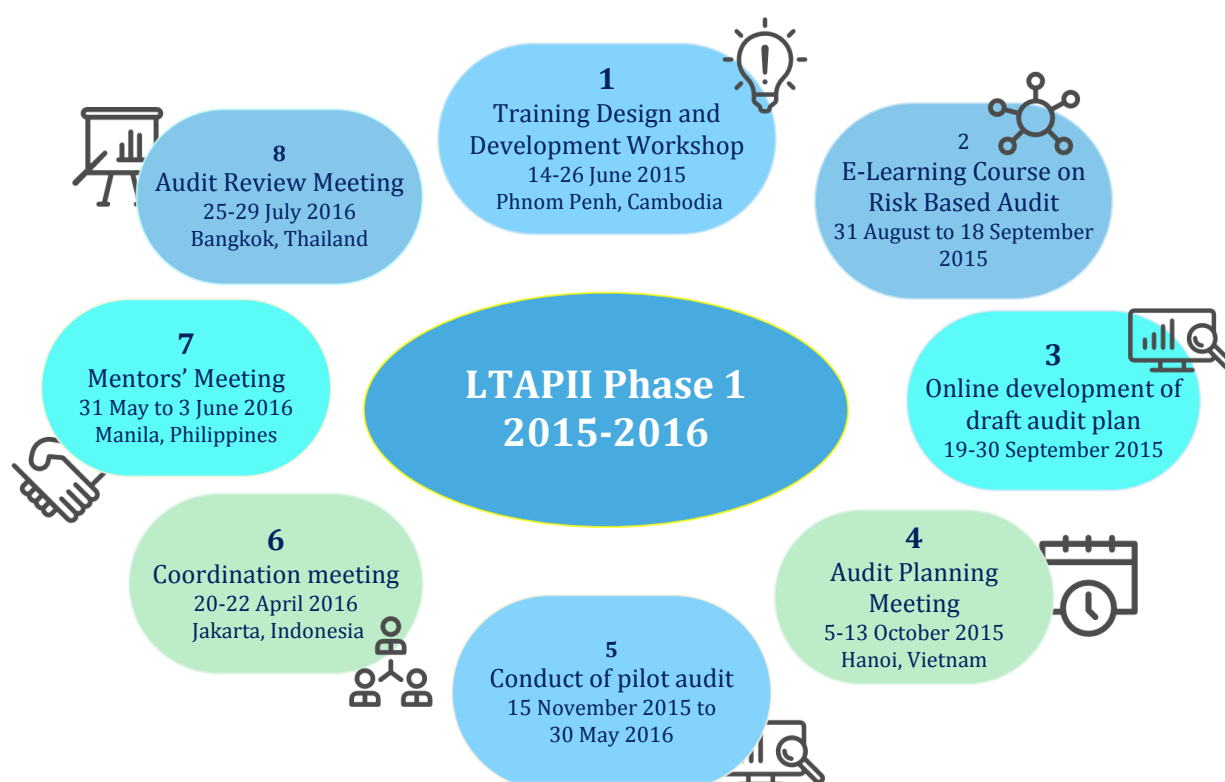 1
Training Design and
Development Workshop
14-26 June 2015
Phnom Penh, Cambodia
2
E-Learning Course on
Risk Based Audit
31 August to 18 September
2015
3
Online development of
draft audit plan
19-30 September 2015
4
Audit Planning
Meeting
5-13 October 2015
Hanoi, Vietnam
5
Conduct of pilot audit
15 November 2015 to
30 May 2016
6
Coordination meeting
20-22 April 2016
Jakarta, Indonesia
7
Mentors’ Meeting
31 May to 3 June 2016
Manila, Philippines
8
Audit Review Meeting
25-29 July 2016
Bangkok, Thailand
LTAPII Phase 1
2015-2016